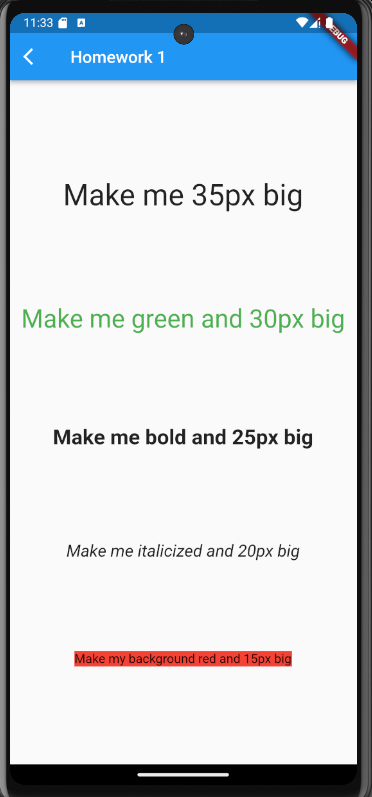 11:33
A
DEBUG
Homework 1
Make me 35px big
Make me green and 30px big
Make me bold and 25px big
Make me italicized and 20px big
Make my background red and 15px big